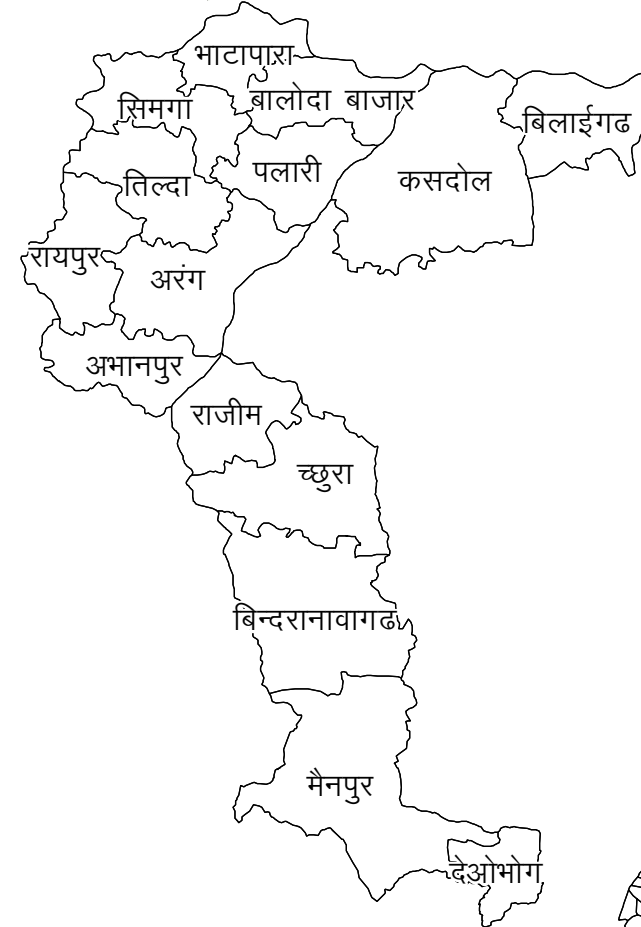 भाटापारा
बालोदा बाजार
सिमगा
बिलाईगढ
पलारी
कसदोल
तिल्दा
रायपुर
अरंग
अभानपुर
राजीम
च्छुरा
बिन्दरानावागढ
मैनपुर
देओभोग